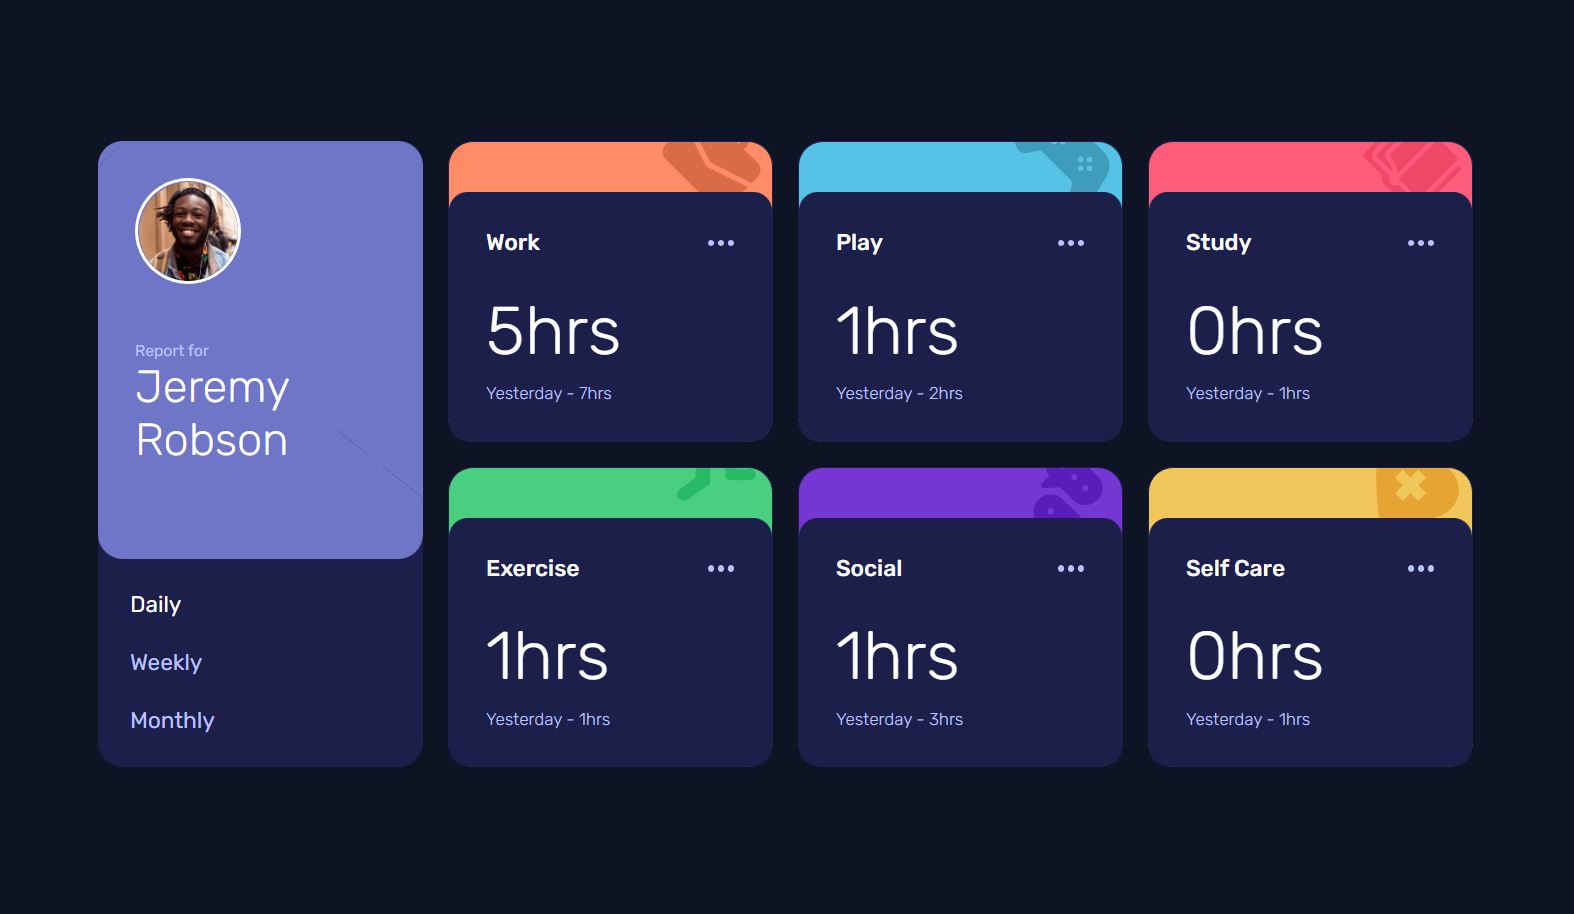 Report for
Jeremy
Robson
Daily
Weekly
Monthly
Work
5hrs
Yesterday - 7hrs
Play
1hrs
Yesterday - 2hrs
Study
0hrs
Yesterday - 1hrs
Exercise
1hrs
Yesterday - 1hrs
Social
1hrs
Yesterday - 3hrs
Self Care
0hrs
Yesterday - 1hrs